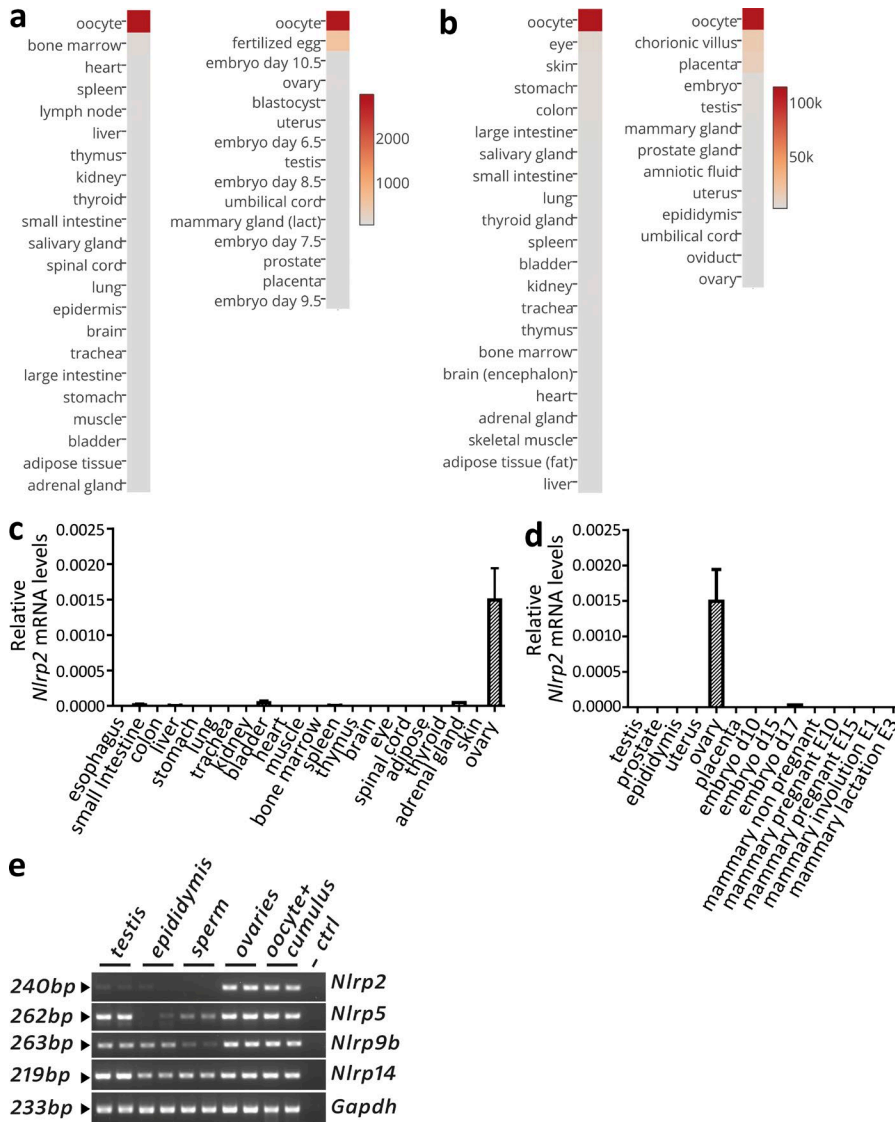 a
oocyte
bone marrow
heart
spleen
lymph node
liver
thymus
kidney
thyroid
small intestine
salivary gland
spinal cord
lung
epidermis
brain
trachea
large intestine
stomach
muscle
bladder
adipose tissue
adrenal gland
oocyte
fertilized egg
embryo day 10.5
ovary
blastocyst
uterus
embryo day 6.5
testis
embryo day 8.5
umbilical cord
mammary gland (lact)
embryo day 7.5
prostate
placenta
embryo day 9.5
2000
1000
b
oocyte
eye
skin
stomach
colon
large intestine
salivary gland
small intestine
lung
thyroid gland
spleen
bladder
kidney
trachea
thymus
bone marrow
brain (encephalon)
heart
adrenal gland
skeletal muscle
adipose tissue (fat)
liver
oocyte
chorionic villus
placenta
embryo
testis
mammary gland
prostate gland
amniotic fluid
uterus
epididymis
umbilical cord
oviduct
ovary
100k
50k
c
Relative
Nlrp2 mRNA levels
0.0025
0.0020
0.0015
0.0010
0.0005
0.0000
esophagus
small Intestine
colon
liver
stomach
lung
trachea
kidney
bladder
heart
muscle
bone marrow
spleen
thymus
brain
eye
spinal cord
adipose
thyroid
adrenal gland
skin
ovary
d
Relative
Nlrp2 mRNA levels
0.0025
0.0020
0.0015
0.0010
0.0005
0.0000
testis
prostate
epididymis
uterus
ovary
placenta
embryo d10
embryo d15
embryo d17
mammary non pregnant
mammary pregnant E10
mammary pregnant E15
mammary involution E1
mammary lactation E3
e
testis
epididymis
sperm
ovaries
oocyte+
cumulus
- ctrl
240bp Nlrp2
262bp Nlrp5
263bp Nlrp9b
219bp Nlrp14
233bp Gapdh